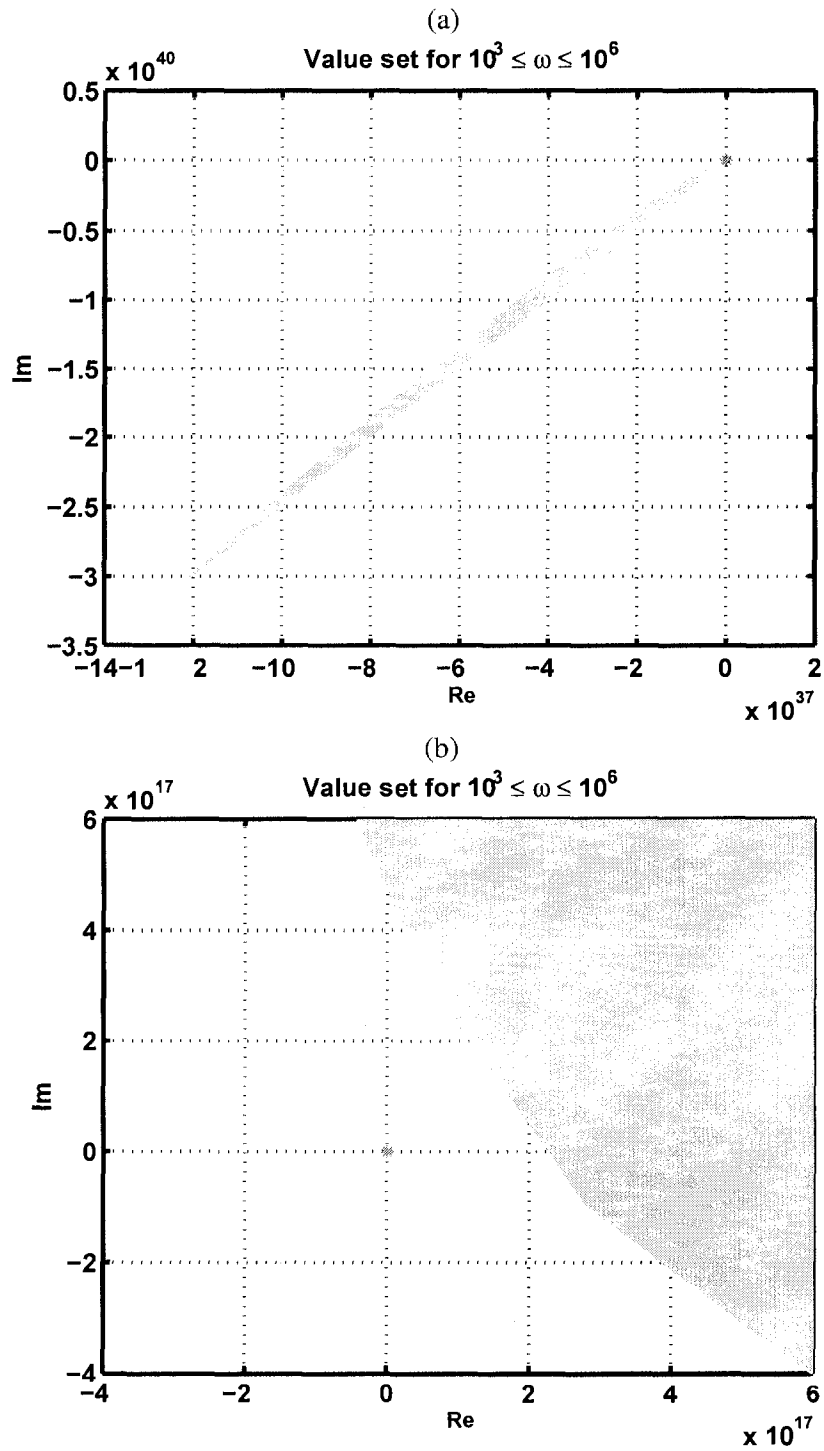 (a)
Value set for 10³ ≤ ω ≤ 10⁶
x 10⁴⁰
0.5
0
−0.5
−1
−1.5
−2
−2.5
−3
−3.5
Im
−14−1 2 −10 −8 −6 −4 −2 0 2
Re
x 10³⁷
(b)
Value set for 10³ ≤ ω ≤ 10⁶
x 10¹⁷
6
4
2
0
−2
−4
Im
−4 −2 0 2 4 6
Re
x 10¹⁷